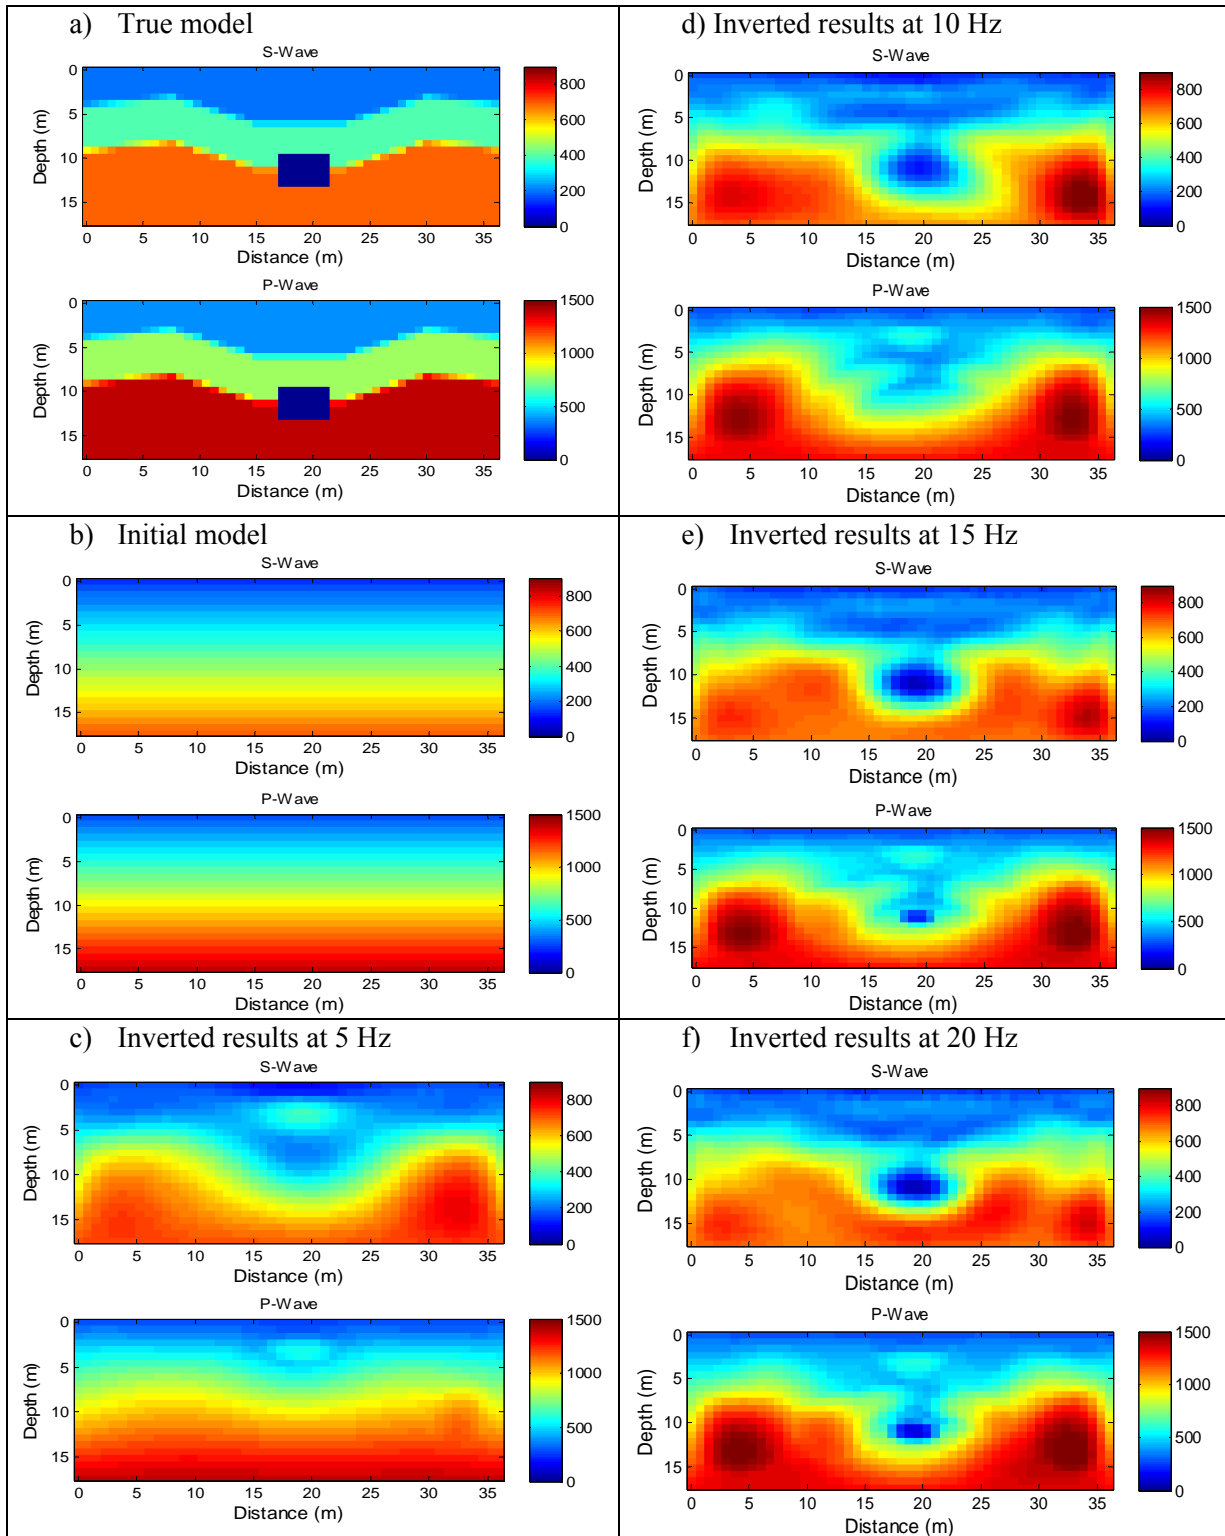 a) True model
S-Wave
0
5
10
15
Depth (m)
0 5 10 15 20 25 30 35
Distance (m)
800
600
400
200
0
P-Wave
0
5
10
15
Depth (m)
0 5 10 15 20 25 30 35
Distance (m)
1500
1000
500
0
b) Initial model
S-Wave
0
5
10
15
Depth (m)
0 5 10 15 20 25 30 35
Distance (m)
800
600
400
200
0
P-Wave
0
5
10
15
Depth (m)
0 5 10 15 20 25 30 35
Distance (m)
1500
1000
500
0
c) Inverted results at 5 Hz
S-Wave
0
5
10
15
Depth (m)
0 5 10 15 20 25 30 35
Distance (m)
800
600
400
200
0
P-Wave
0
5
10
15
Depth (m)
0 5 10 15 20 25 30 35
Distance (m)
1500
1000
500
0
d) Inverted results at 10 Hz
S-Wave
0
5
10
15
Depth (m)
0 5 10 15 20 25 30 35
Distance (m)
800
600
400
200
0
P-Wave
0
5
10
15
Depth (m)
0 5 10 15 20 25 30 35
Distance (m)
1500
1000
500
0
e) Inverted results at 15 Hz
S-Wave
0
5
10
15
Depth (m)
0 5 10 15 20 25 30 35
Distance (m)
800
600
400
200
0
P-Wave
0
5
10
15
Depth (m)
0 5 10 15 20 25 30 35
Distance (m)
1500
1000
500
0
f) Inverted results at 20 Hz
S-Wave
0
5
10
15
Depth (m)
0 5 10 15 20 25 30 35
Distance (m)
800
600
400
200
0
P-Wave
0
5
10
15
Depth (m)
0 5 10 15 20 25 30 35
Distance (m)
1500
1000
500
0